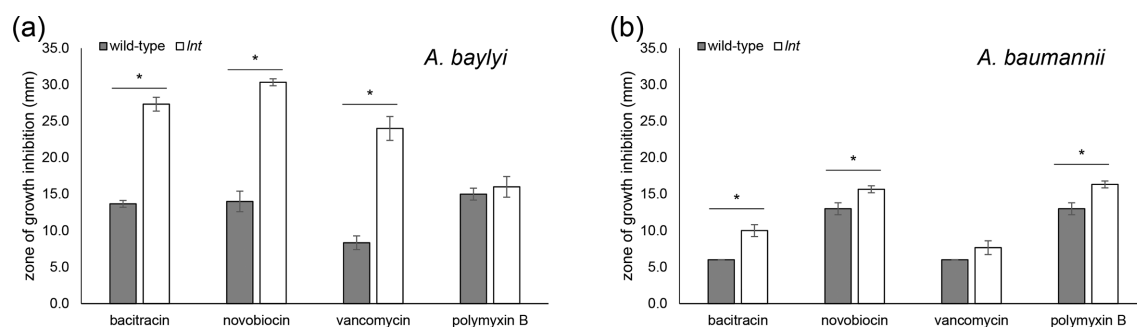 (a)
wild-type lnt
A. baylyi
zone of growth inhibition (mm)
35.0
30.0
25.0
20.0
15.0
10.0
5.0
0.0
*
*
*
bacitracin novobiocin vancomycin polymyxin B
(b)
wild-type lnt
A. baumannii
zone of growth inhibition (mm)
35.0
30.0
25.0
20.0
15.0
10.0
5.0
0.0
*
*
*
bacitracin novobiocin vancomycin polymyxin B